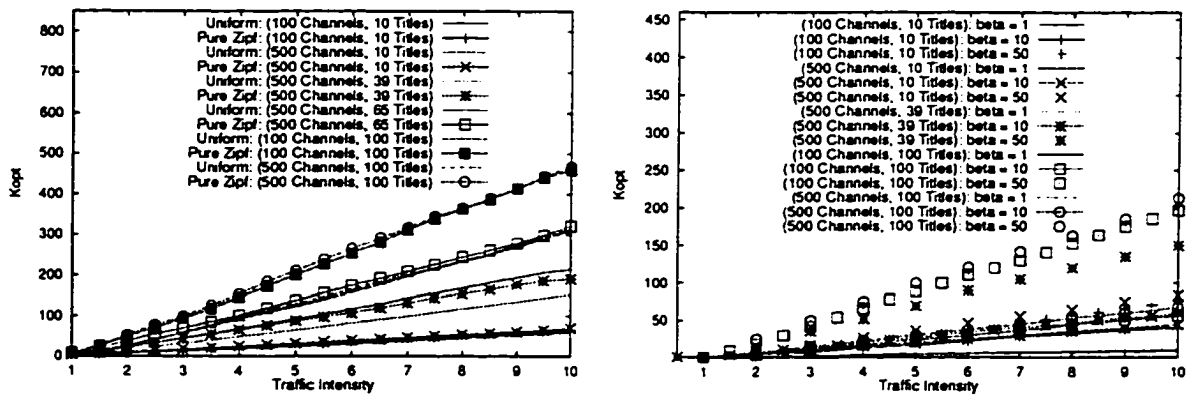 800
700
600
500
400
300
200
100
0
Kopt
Uniform: (100 Channels, 10 Titles)
Pure Zipf: (100 Channels, 10 Titles)
Uniform: (500 Channels, 10 Titles)
Pure Zipf: (500 Channels, 10 Titles)
Uniform: (500 Channels, 39 Titles)
Pure Zipf: (500 Channels, 39 Titles)
Uniform: (500 Channels, 65 Titles)
Pure Zipf: (500 Channels, 65 Titles)
Uniform: (100 Channels, 100 Titles)
Pure Zipf: (100 Channels, 100 Titles)
Uniform: (500 Channels, 100 Titles)
Pure Zipf: (500 Channels, 100 Titles)
1 2 3 4 5 6 7 8 9 10
Traffic Intensity
450
400
350
300
250
200
150
100
50
Kopt
(100 Channels, 10 Titles): beta = 1
(100 Channels, 10 Titles): beta = 10
(100 Channels, 10 Titles): beta = 50
(500 Channels, 10 Titles): beta = 1
(500 Channels, 10 Titles): beta = 10
(500 Channels, 10 Titles): beta = 50
(500 Channels, 39 Titles): beta = 1
(500 Channels, 39 Titles): beta = 10
(500 Channels, 39 Titles): beta = 50
(100 Channels, 100 Titles): beta = 1
(100 Channels, 100 Titles): beta = 10
(100 Channels, 100 Titles): beta = 50
(500 Channels, 100 Titles): beta = 1
(500 Channels, 100 Titles): beta = 10
(500 Channels, 100 Titles): beta = 50
1 2 3 4 5 6 7 8 9 10
Traffic Intensity